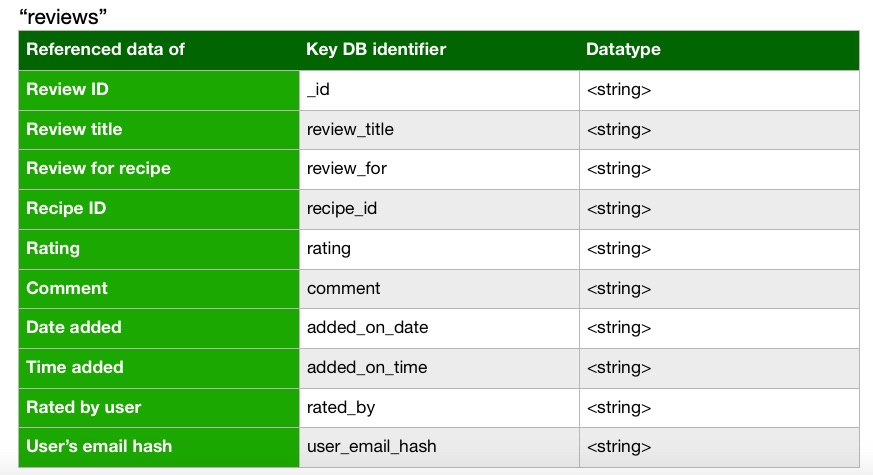 “reviews”
Referenced data of Key DB identifier Datatype
Review ID _id <string>
Review title review_title <string>
Review for recipe review_for <string>
Recipe ID recipe_id <string>
Rating rating <string>
Comment comment <string>
Date added added_on_date <string>
Time added added_on_time <string>
Rated by user rated_by <string>
User’s email hash user_email_hash <string>